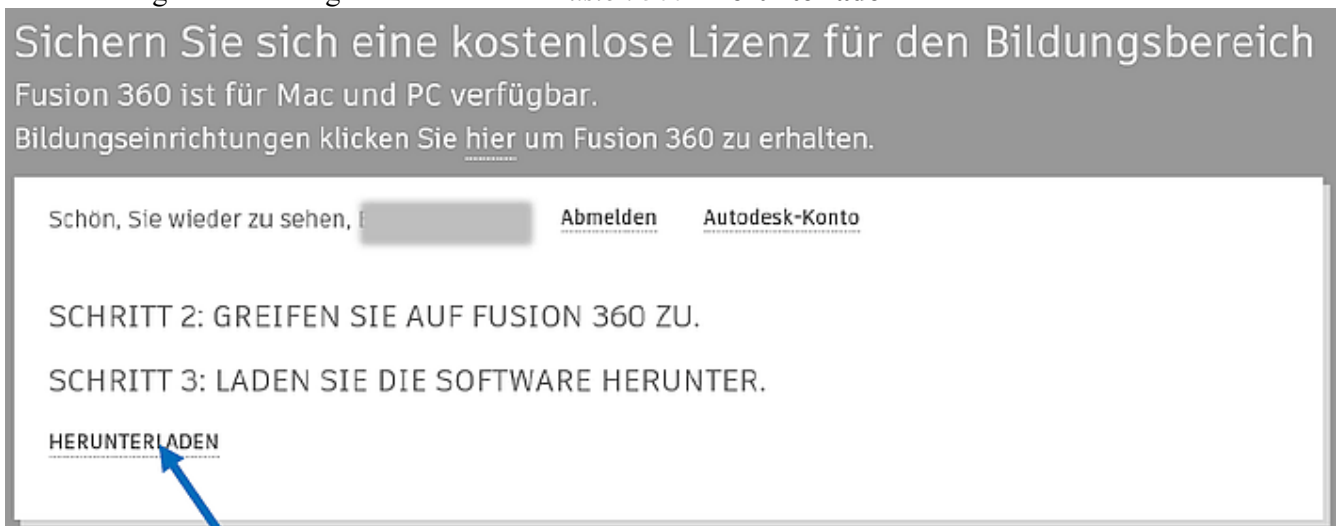 Sichern Sie sich eine kostenlose Lizenz für den Bildungsbereich
Fusion 360 ist für Mac und PC verfügbar.
Bildungseinrichtungen klicken Sie hier um Fusion 360 zu erhalten.
Schön, Sie wieder zu sehen, Abmelden Autodesk-Konto
SCHRITT 2: GREIFEN SIE AUF FUSION 360 ZU.
SCHRITT 3: LADEN SIE DIE SOFTWARE HERUNTER.
HERUNTERLADEN